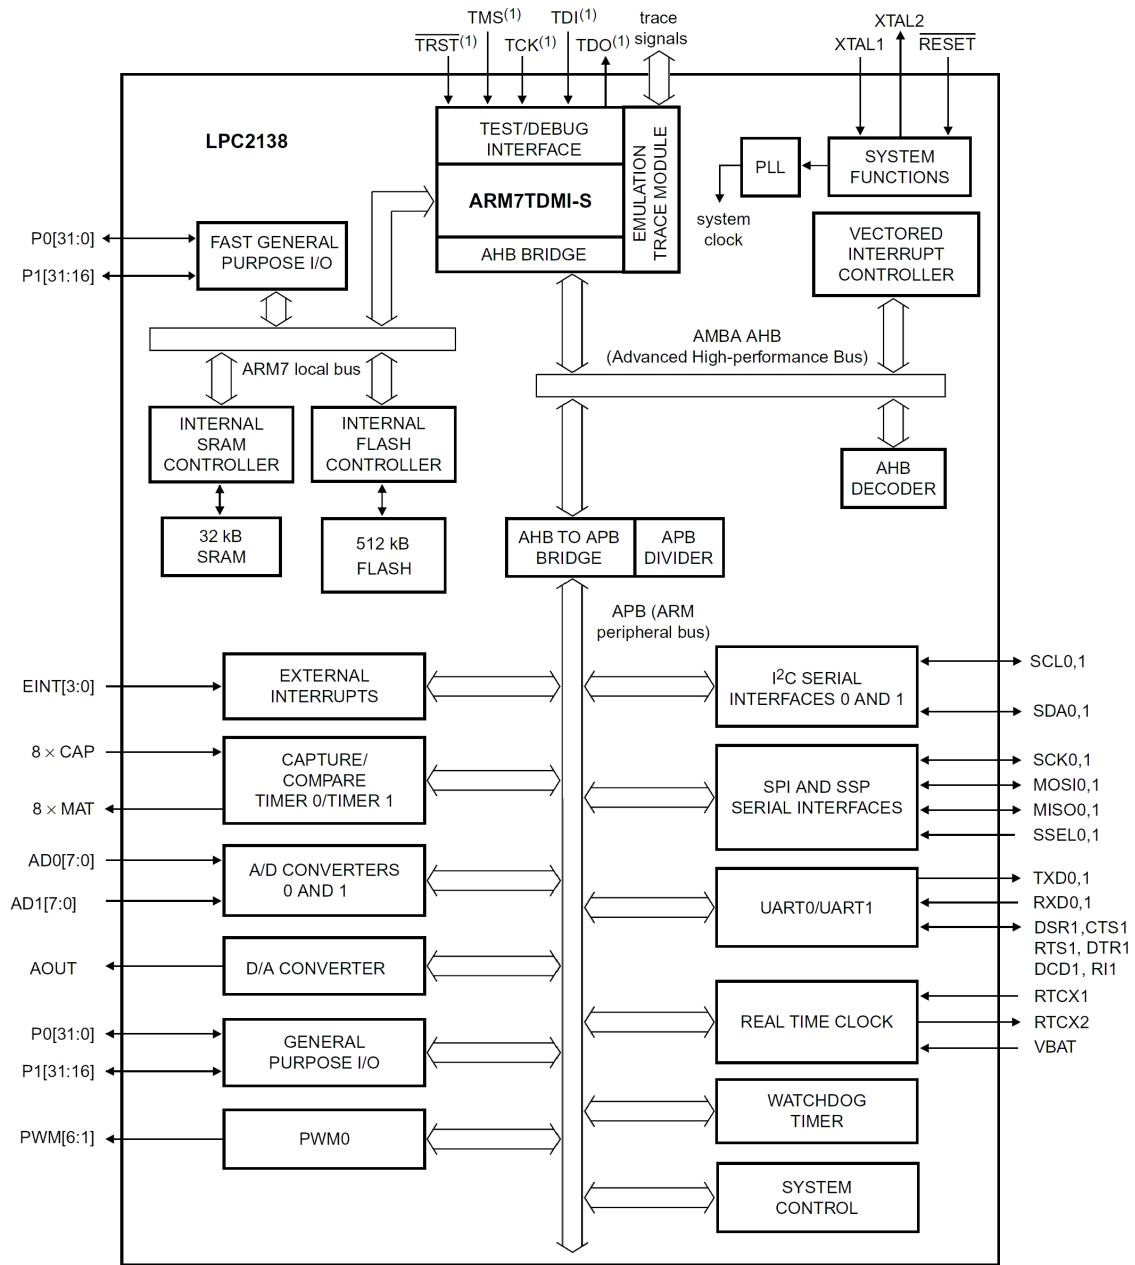 TMS(1)
TDI(1)
trace
signals
TRST(1)
TCK(1)
TDO(1)
XTAL2
XTAL1
RESET
LPC2138
TEST/DEBUG
INTERFACE
ARM7TDMI-S
AHB BRIDGE
EMULATION
TRACE MODULE
PLL
SYSTEM
FUNCTIONS
system
clock
P0[31:0]
P1[31:16]
FAST GENERAL
PURPOSE I/O
VECTORED
INTERRUPT
CONTROLLER
AMBA AHB
(Advanced High-performance Bus)
ARM7 local bus
INTERNAL
SRAM
CONTROLLER
INTERNAL
FLASH
CONTROLLER
AHB
DECODER
32 kB
SRAM
512 kB
FLASH
AHB TO APB
BRIDGE
APB
DIVIDER
APB (ARM
peripheral bus)
EINT[3:0]
EXTERNAL
INTERRUPTS
I2C SERIAL
INTERFACES 0 AND 1
SCL0,1
SDA0,1
8 × CAP
8 × MAT
CAPTURE/
COMPARE
TIMER 0/TIMER 1
SPI AND SSP
SERIAL INTERFACES
SCK0,1
MOSI0,1
MISO0,1
SSEL0,1
AD0[7:0]
AD1[7:0]
A/D CONVERTERS
0 AND 1
UART0/UART1
TXD0,1
RXD0,1
DSR1,CTS1
RTS1, DTR1
DCD1, RI1
AOUT
D/A CONVERTER
REAL TIME CLOCK
RTCX1
RTCX2
VBAT
P0[31:0]
P1[31:16]
GENERAL
PURPOSE I/O
WATCHDOG
TIMER
PWM[6:1]
PWM0
SYSTEM
CONTROL